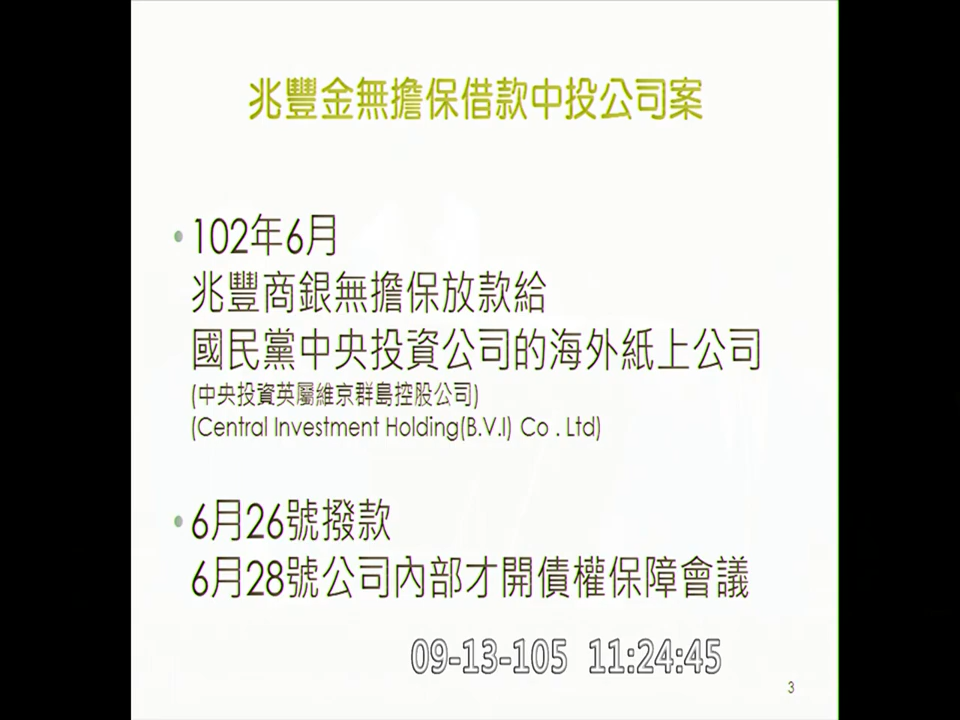 兆豐金無擔保借款中投公司案
•102年6月
兆豐商銀無擔保放款給
國民黨中央投資公司的海外紙上公司
(中央投資英屬維京群島控股公司)
(Central Investment Holding(B.V.I) Co . Ltd)
•6月26號撥款
6月28號公司內部才開債權保障會議
09-13-105 11:24:45
3